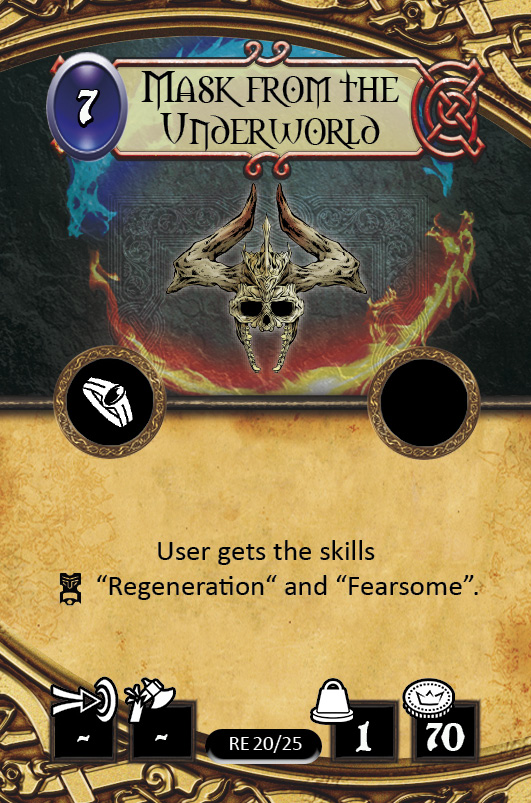 7
Mask from the
Underworld
User gets the skills
“Regeneration“ and “Fearsome”.
~
~
RE 20/25
1
70